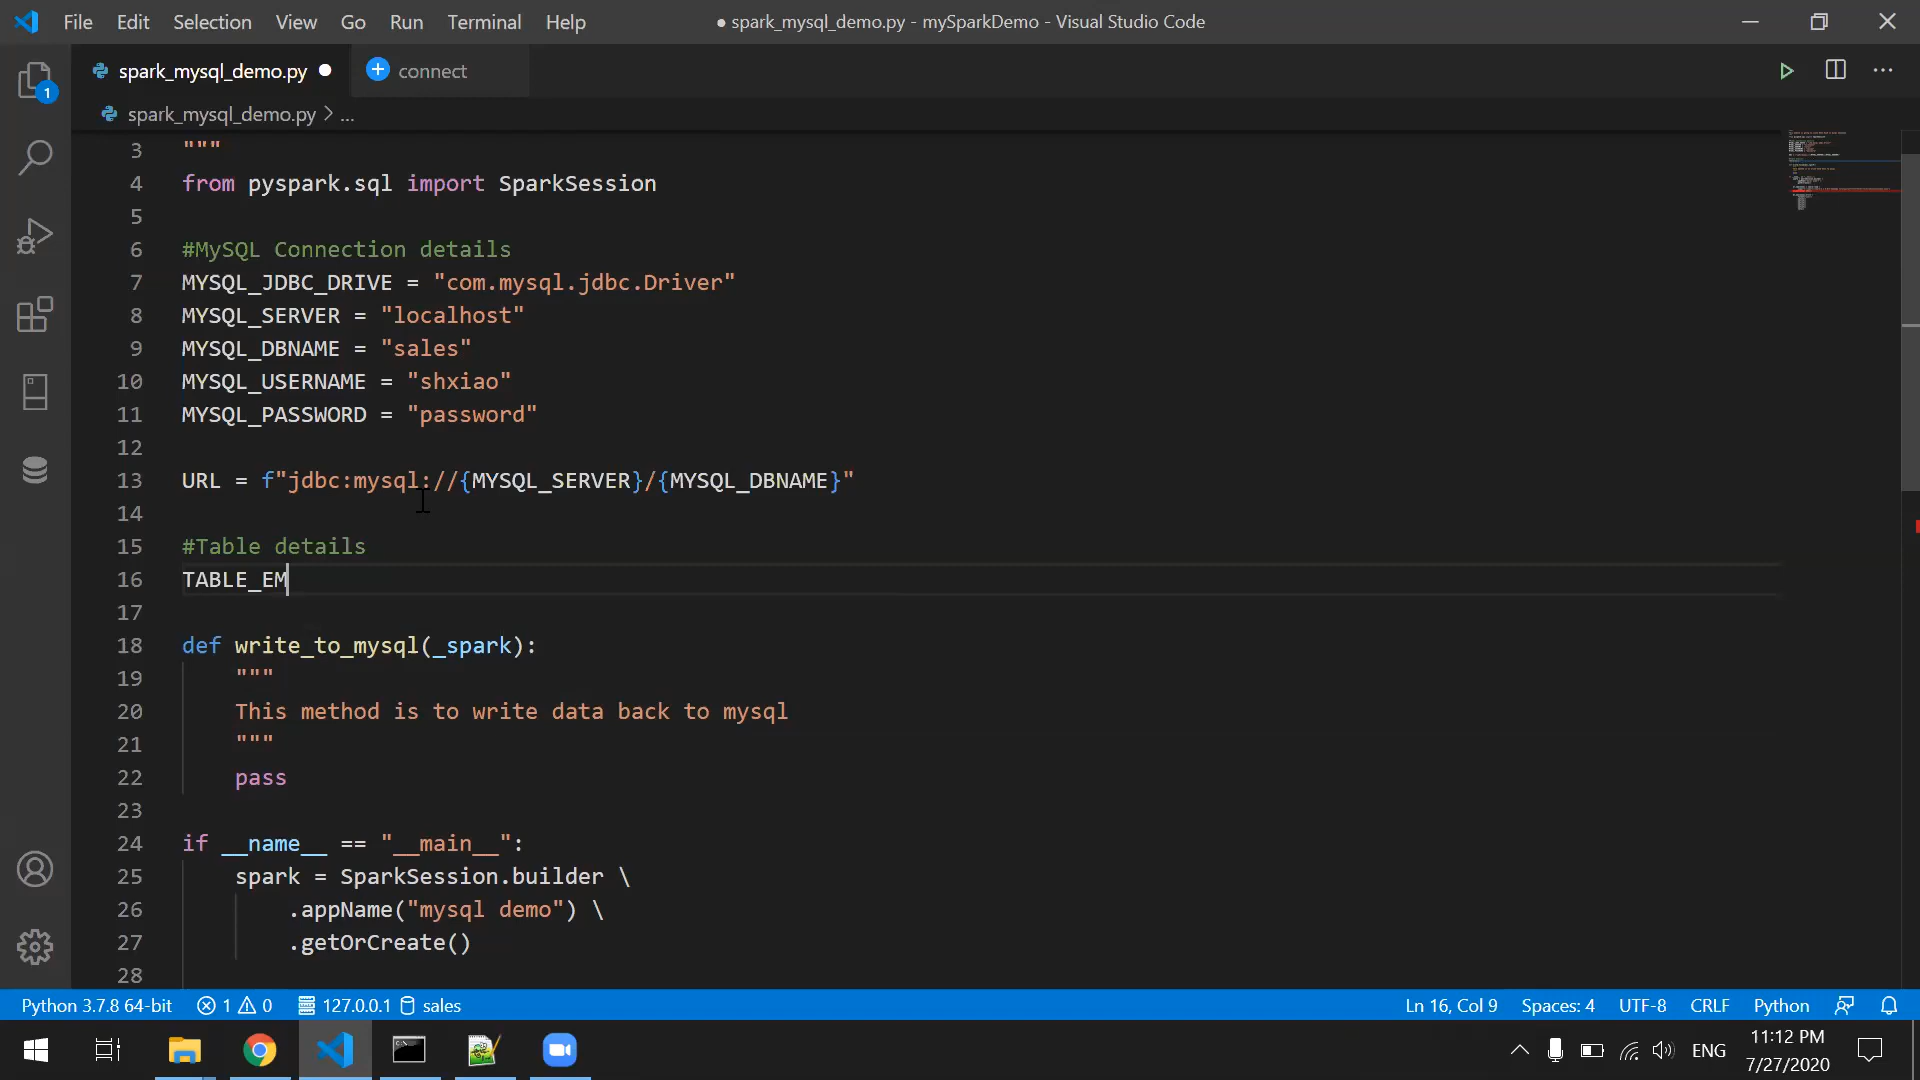 File Edit Selection View Go Run Terminal Help
● spark_mysql_demo.py - mySparkDemo - Visual Studio Code
spark_mysql_demo.py ●
connect
spark_mysql_demo.py > ...
1
3 """
4 from pyspark.sql import SparkSession
5
6 #MySQL Connection details
7 MYSQL_JDBC_DRIVE = "com.mysql.jdbc.Driver"
8 MYSQL_SERVER = "localhost"
9 MYSQL_DBNAME = "sales"
10 MYSQL_USERNAME = "shxiao"
11 MYSQL_PASSWORD = "password"
12
13 URL = f"jdbc:mysql://{MYSQL_SERVER}/{MYSQL_DBNAME}"
14
15 #Table details
16 TABLE_EM
17
18 def write_to_mysql(_spark):
19 """
20 This method is to write data back to mysql
21 """
22 pass
23
24 if __name__ == "__main__":
25 spark = SparkSession.builder \
26 .appName("mysql demo") \
27 .getOrCreate()
28
Python 3.7.8 64-bit 1 0 127.0.0.1 sales
Ln 16, Col 9 Spaces: 4 UTF-8 CRLF Python
ENG
11:12 PM
7/27/2020